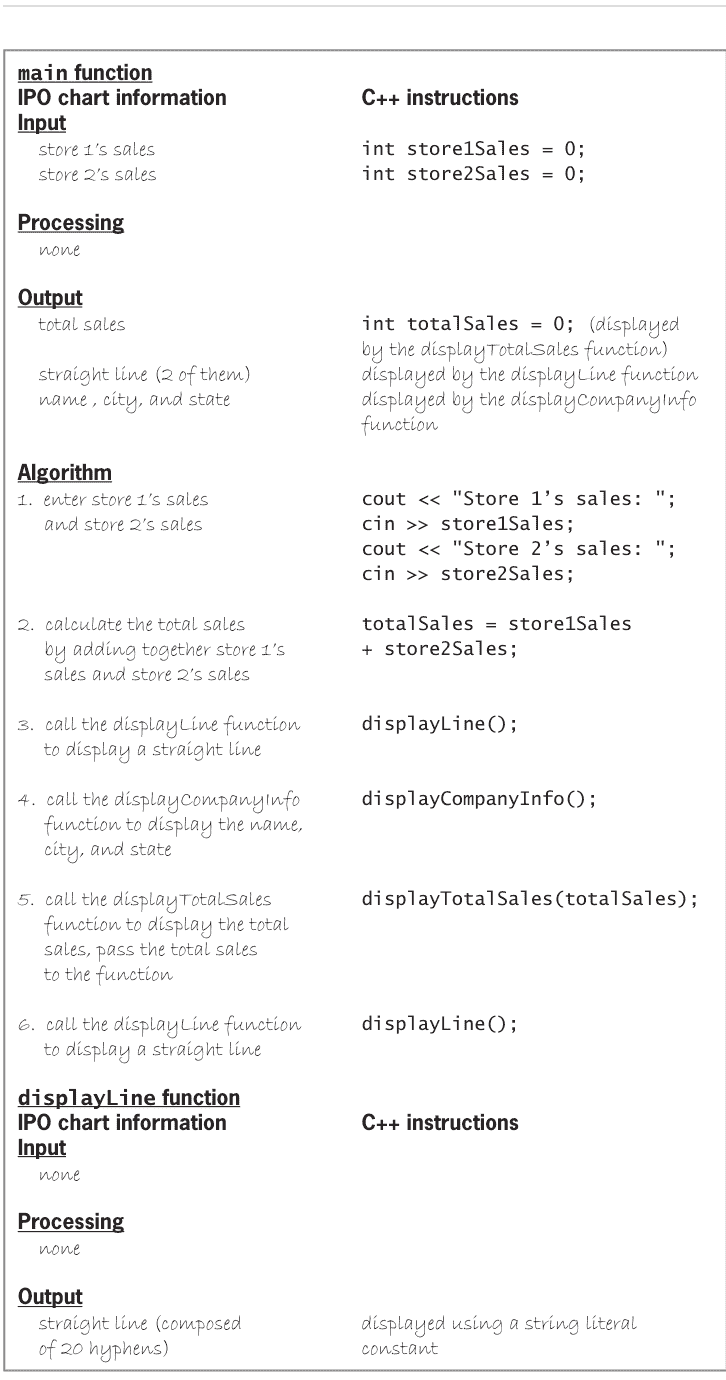 main function
IPO chart information C++ instructions
Input
store 1's sales int store1Sales = 0;
store 2's sales int store2Sales = 0;
Processing
none
Output
total sales int totalSales = 0; (displayed
by the displayTotalSales function)
straight line (2 of them) displayed by the displayLine function
name , city, and state displayed by the displayCompanyInfo
function
Algorithm
1. enter store 1's sales cout << "Store 1’s sales: ";
and store 2's sales cin >> store1Sales;
cout << "Store 2’s sales: ";
cin >> store2Sales;
2. calculate the total sales totalSales = store1Sales
by adding together store 1's + store2Sales;
sales and store 2's sales
3. call the displayLine function displayLine();
to display a straight line
4. call the displayCompanyInfo displayCompanyInfo();
function to display the name,
city, and state
5. call the displayTotalSales displayTotalSales(totalSales);
function to display the total
sales, pass the total sales
to the function
6. call the displayLine function displayLine();
to display a straight line
displayLine function
IPO chart information C++ instructions
Input
none
Processing
none
Output
straight line (composed displayed using a string literal
of 20 hyphens) constant